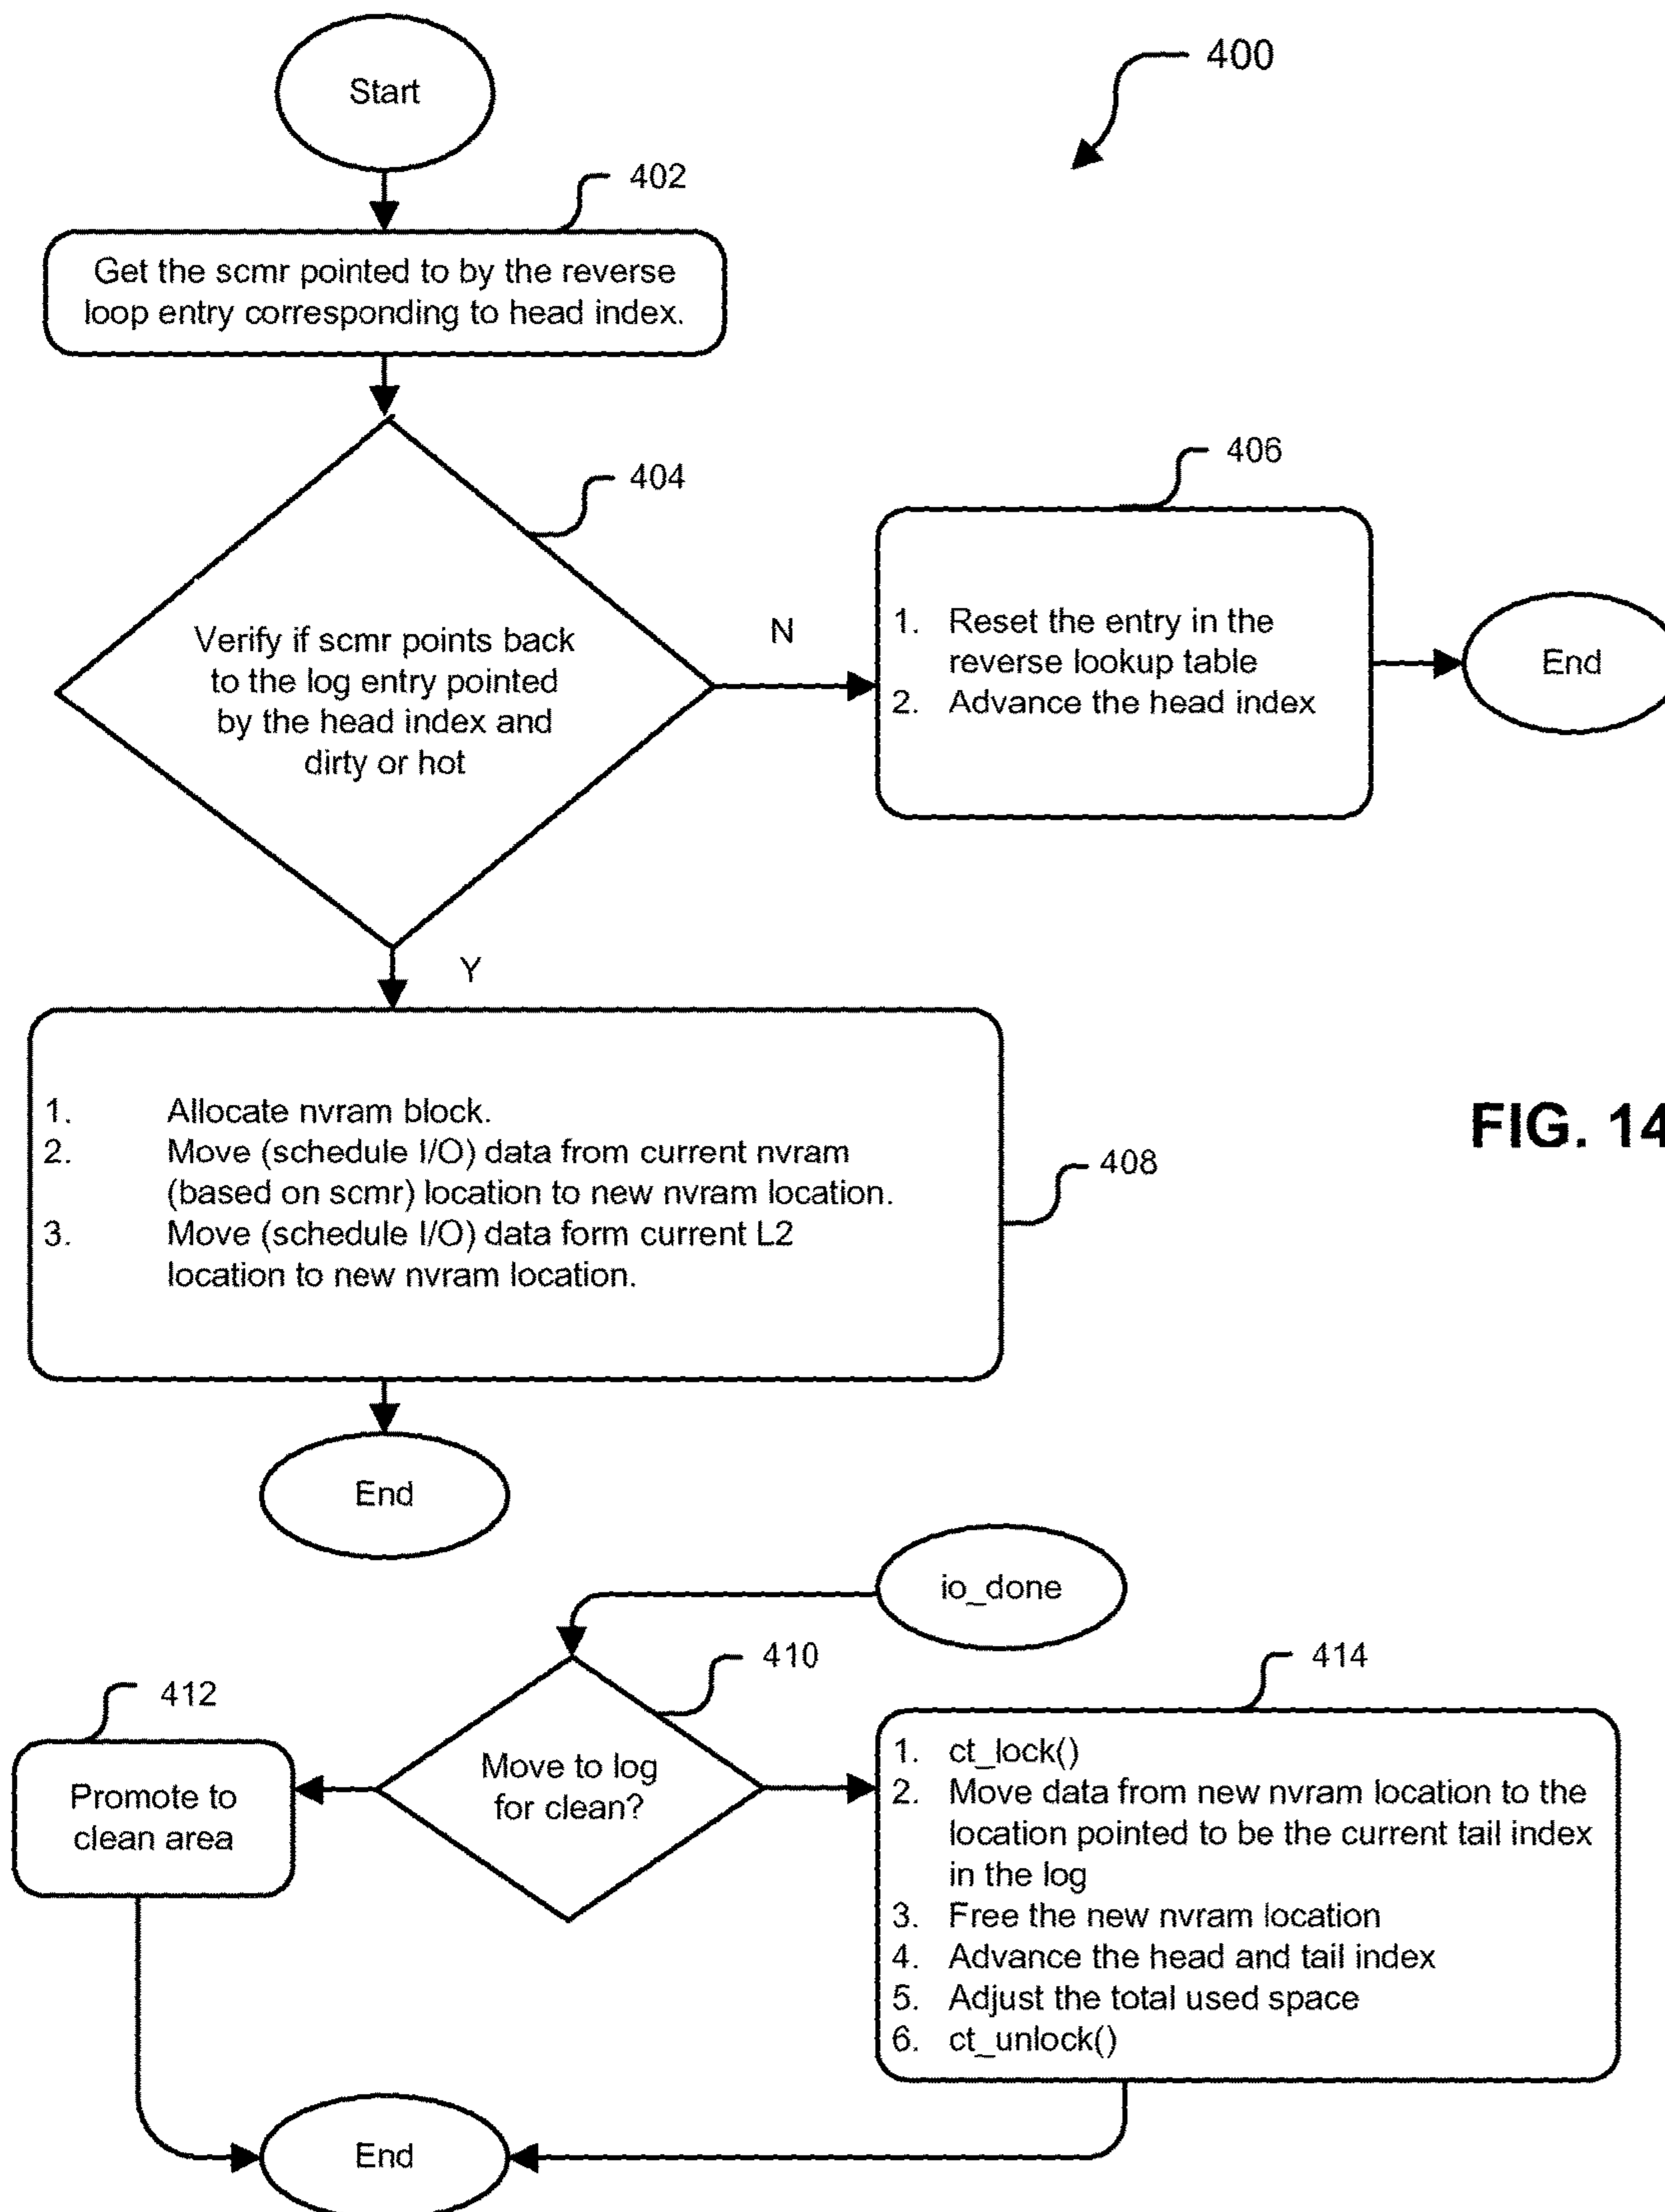 Start
400
402
Get the scmr pointed to by the reverse
loop entry corresponding to head index.
404
Verify if scmr points back
to the log entry pointed
by the head index and
dirty or hot
N
406
1. Reset the entry in the
reverse lookup table
2. Advance the head index
End
Y
1. Allocate nvram block.
2. Move (schedule I/O) data from current nvram
(based on scmr) location to new nvram location.
3. Move (schedule I/O) data form current L2
location to new nvram location.
408
FIG. 14
End
io_done
410
Move to log
for clean?
412
Promote to
clean area
414
1. ct_lock()
2. Move data from new nvram location to the
location pointed to be the current tail index
in the log
3. Free the new nvram location
4. Advance the head and tail index
5. Adjust the total used space
6. ct_unlock()
End